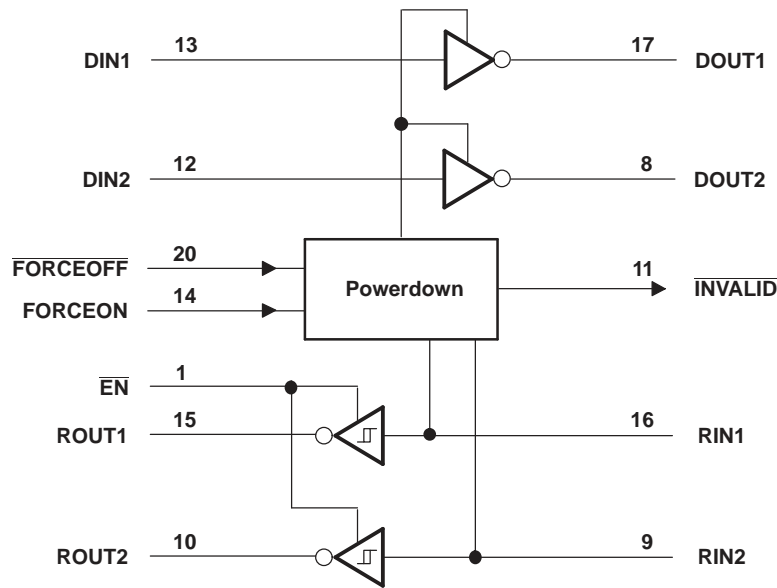 DIN1 13 17 DOUT1
DIN2 12 8 DOUT2
FORCEOFF 20
Powerdown 11 INVALID
FORCEON 14
EN 1
ROUT1 15 16 RIN1
ROUT2 10 9 RIN2